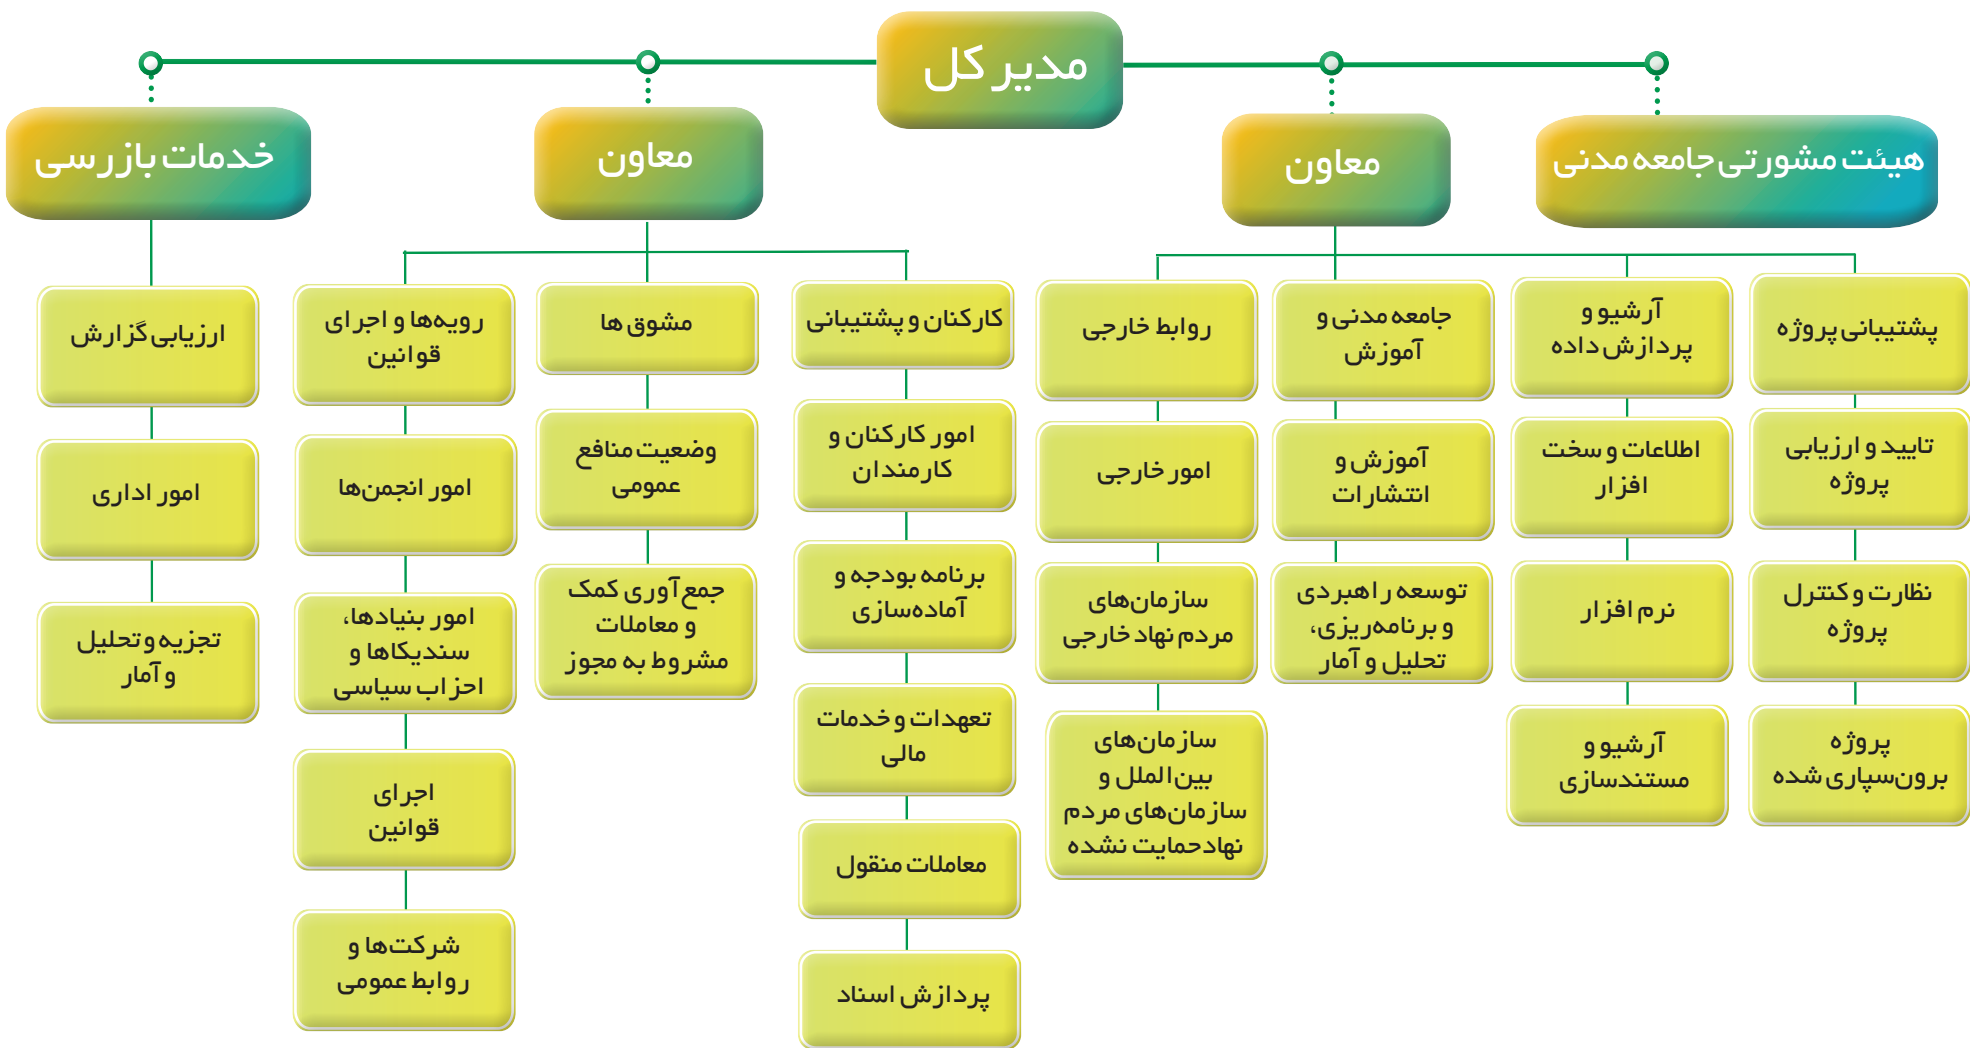 مدیر کل
هیئت مشورتی جامعه مدنی
معاون
معاون
خدمات بازرسی
پشتیبانی پروژه
تایید و ارزیابی
پروژه
نظارت و کنترل
پروژه
پروژه
برون‌سپاری شده
آرشیو و
پردازش داده
اطلاعات و سخت
افزار
نرم افزار
آرشیو و
مستندسازی
جامعه مدنی و
آموزش
آموزش و
انتشارات
توسعه راهبردی
و برنامه‌ریزی،
تحلیل و آمار
روابط خارجی
امور خارجی
سازمان‌های
مردم نهاد خارجی
سازمان‌های
بین‌الملل و
سازمان‌های مردم
نهاد حمایت نشده
کارکنان و پشتیبانی
امور کارکنان و
کارمندان
برنامه بودجه و
آماده‌سازی
تعهدات و خدمات
مالی
معاملات منقول
پردازش اسناد
مشوق ها
وضعیت منافع
عمومی
جمع‌آوری کمک
و معاملات
مشروط به مجوز
رویه‌ها و اجرای
قوانین
امور انجمن‌ها
امور بنیادها،
سندیکاها و
احزاب سیاسی
اجرای
قوانین
شرکت‌ها و
روابط عمومی
ارزیابی گزارش
امور اداری
تجزیه و تحلیل
و آمار